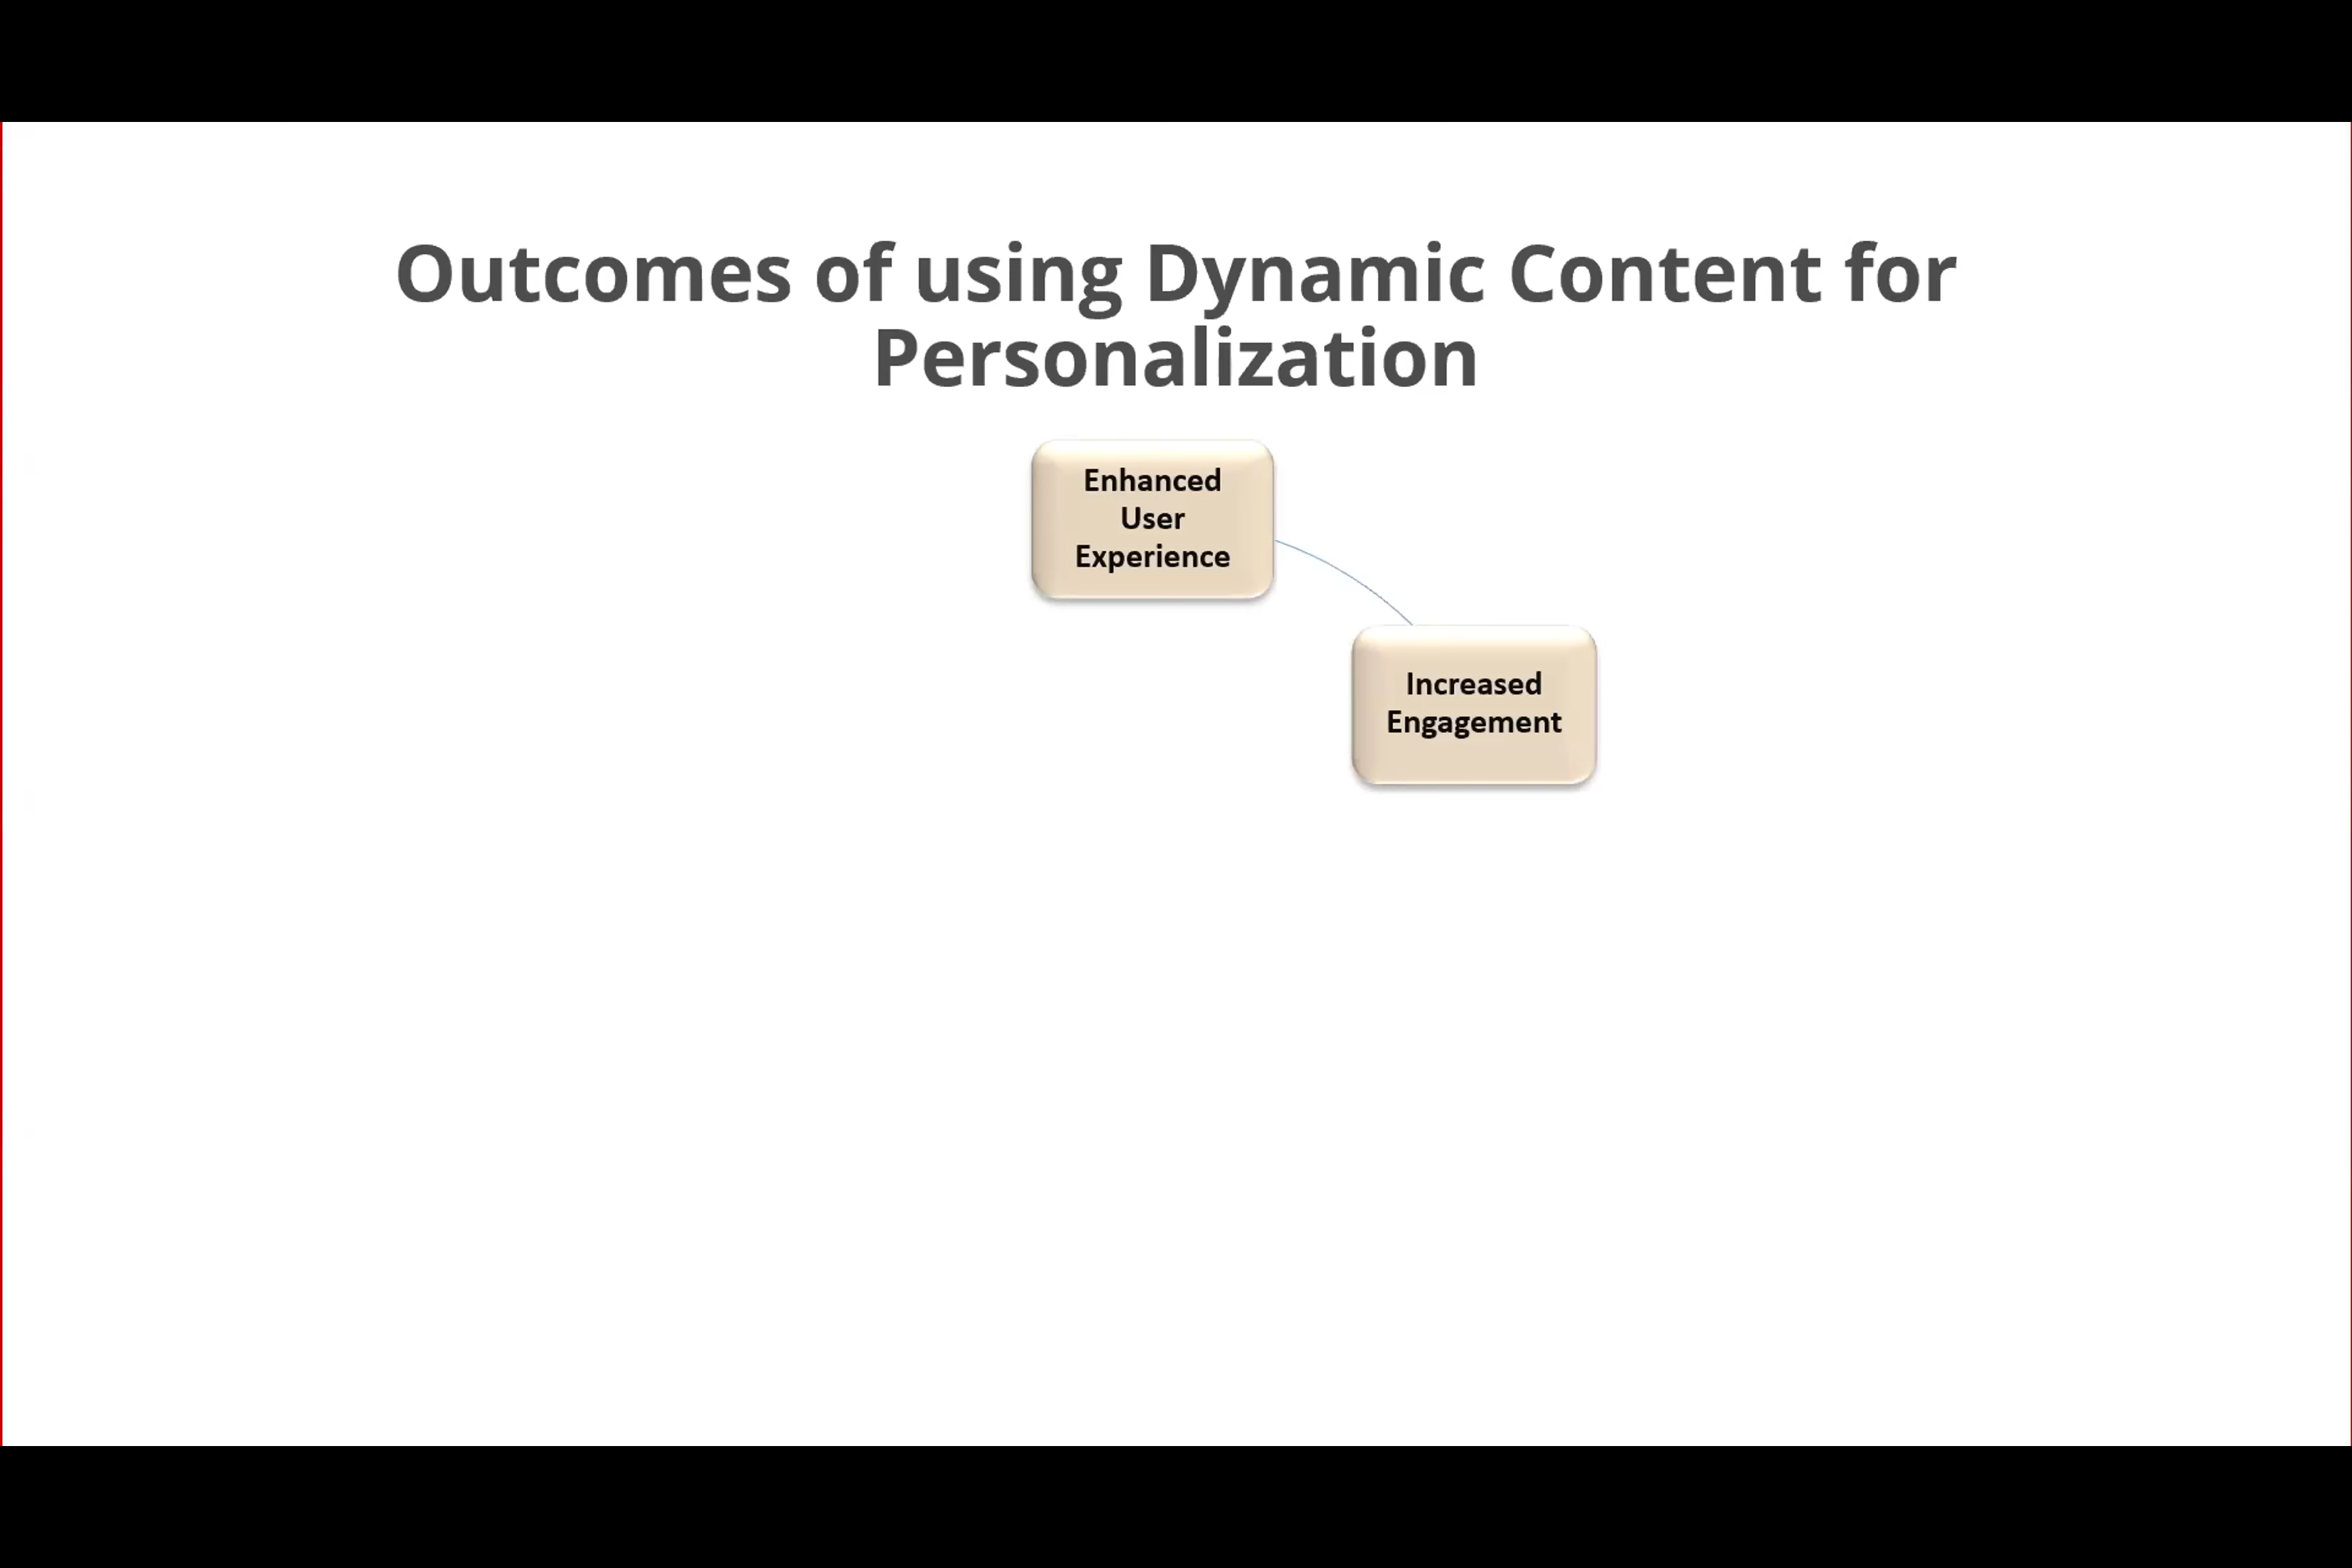 Outcomes of using Dynamic Content for
Personalization
Enhanced
User
Experience
Increased
Engagement